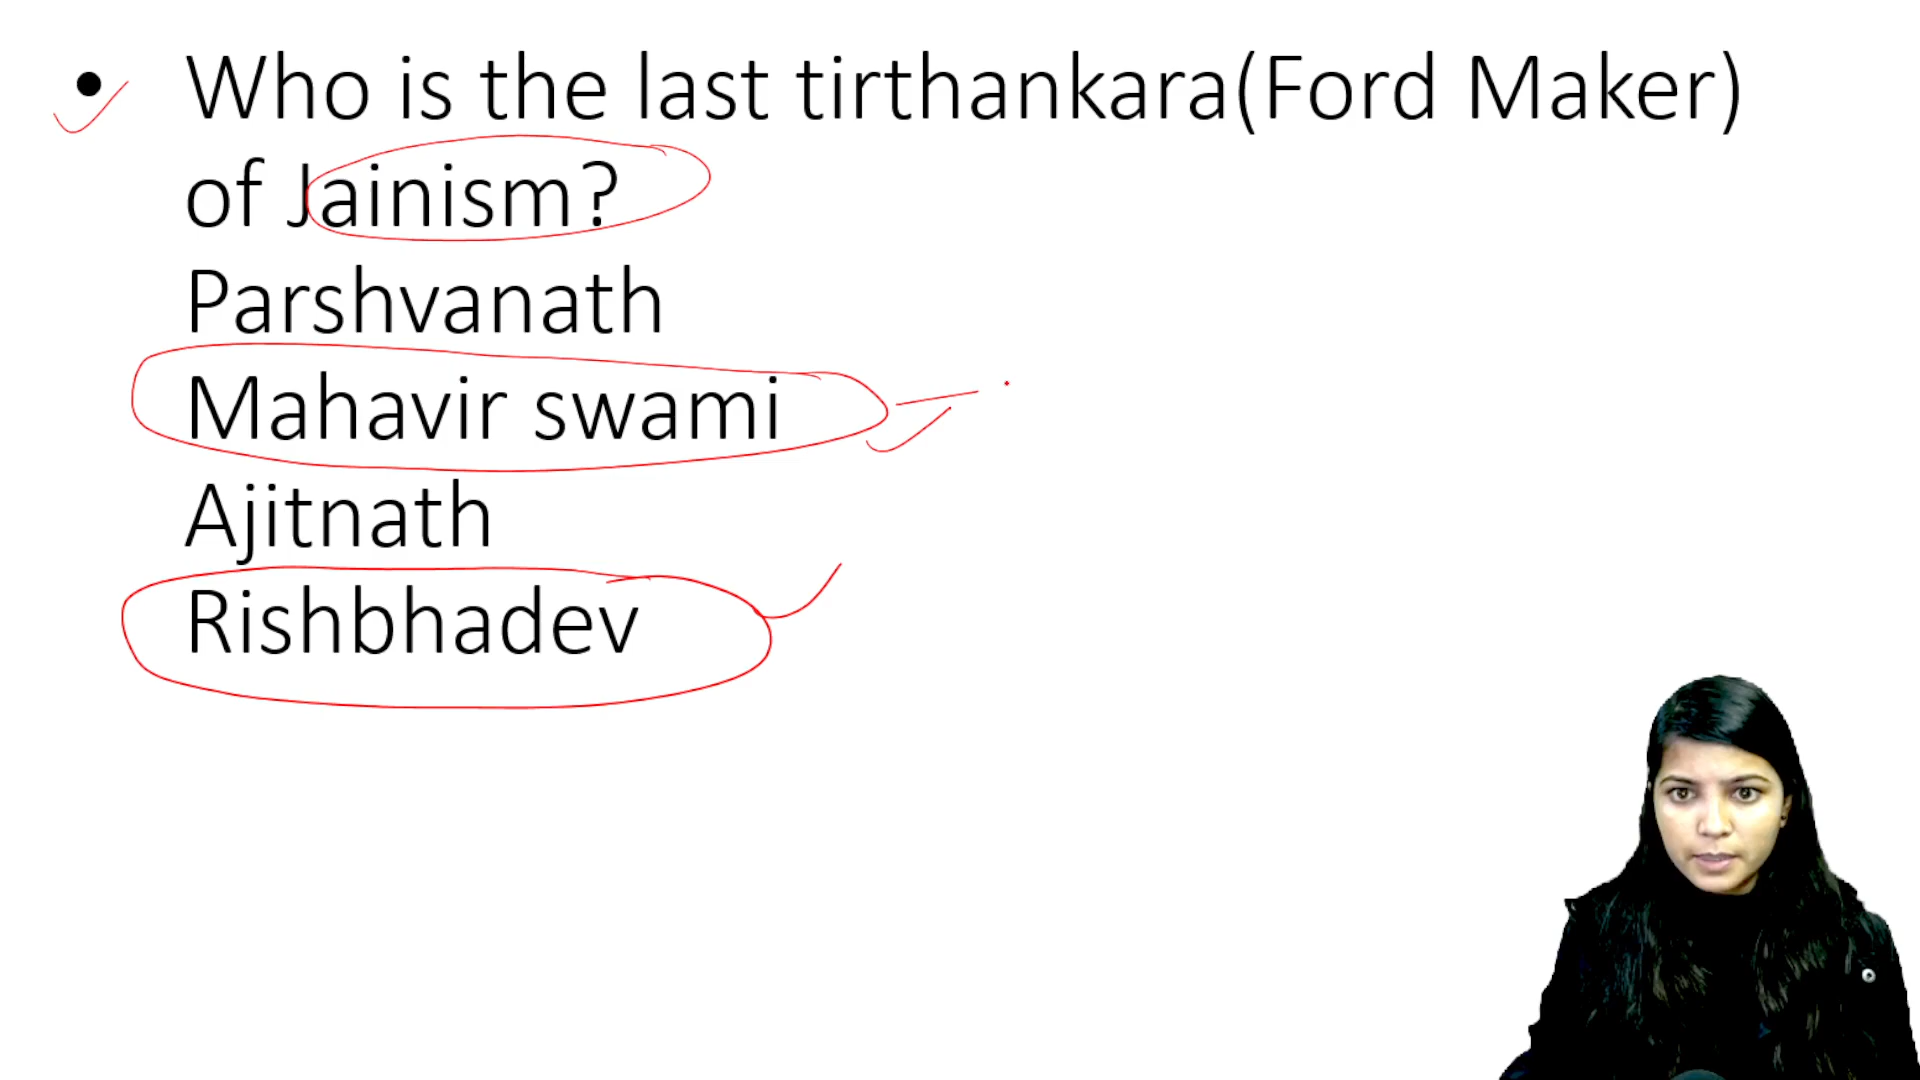 • Who is the last tirthankara(Ford Maker)
of Jainism?
Parshvanath
Mahavir swami
Ajitnath
Rishbhadev